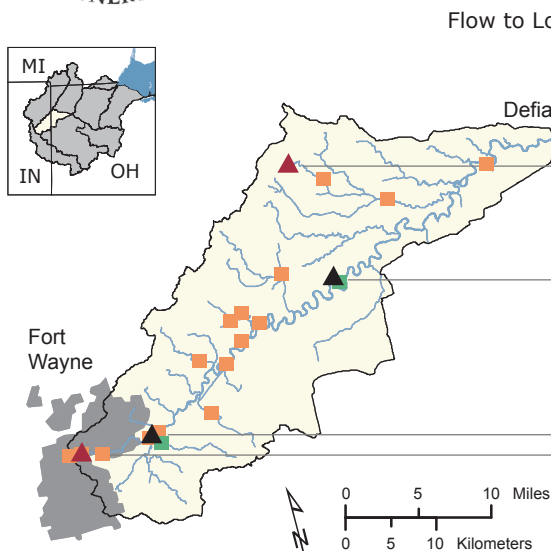 Flow to Lo
MI
IN
OH
Defia
Fort
Wayne
0 5 10 Miles
0 5 10 Kilometers